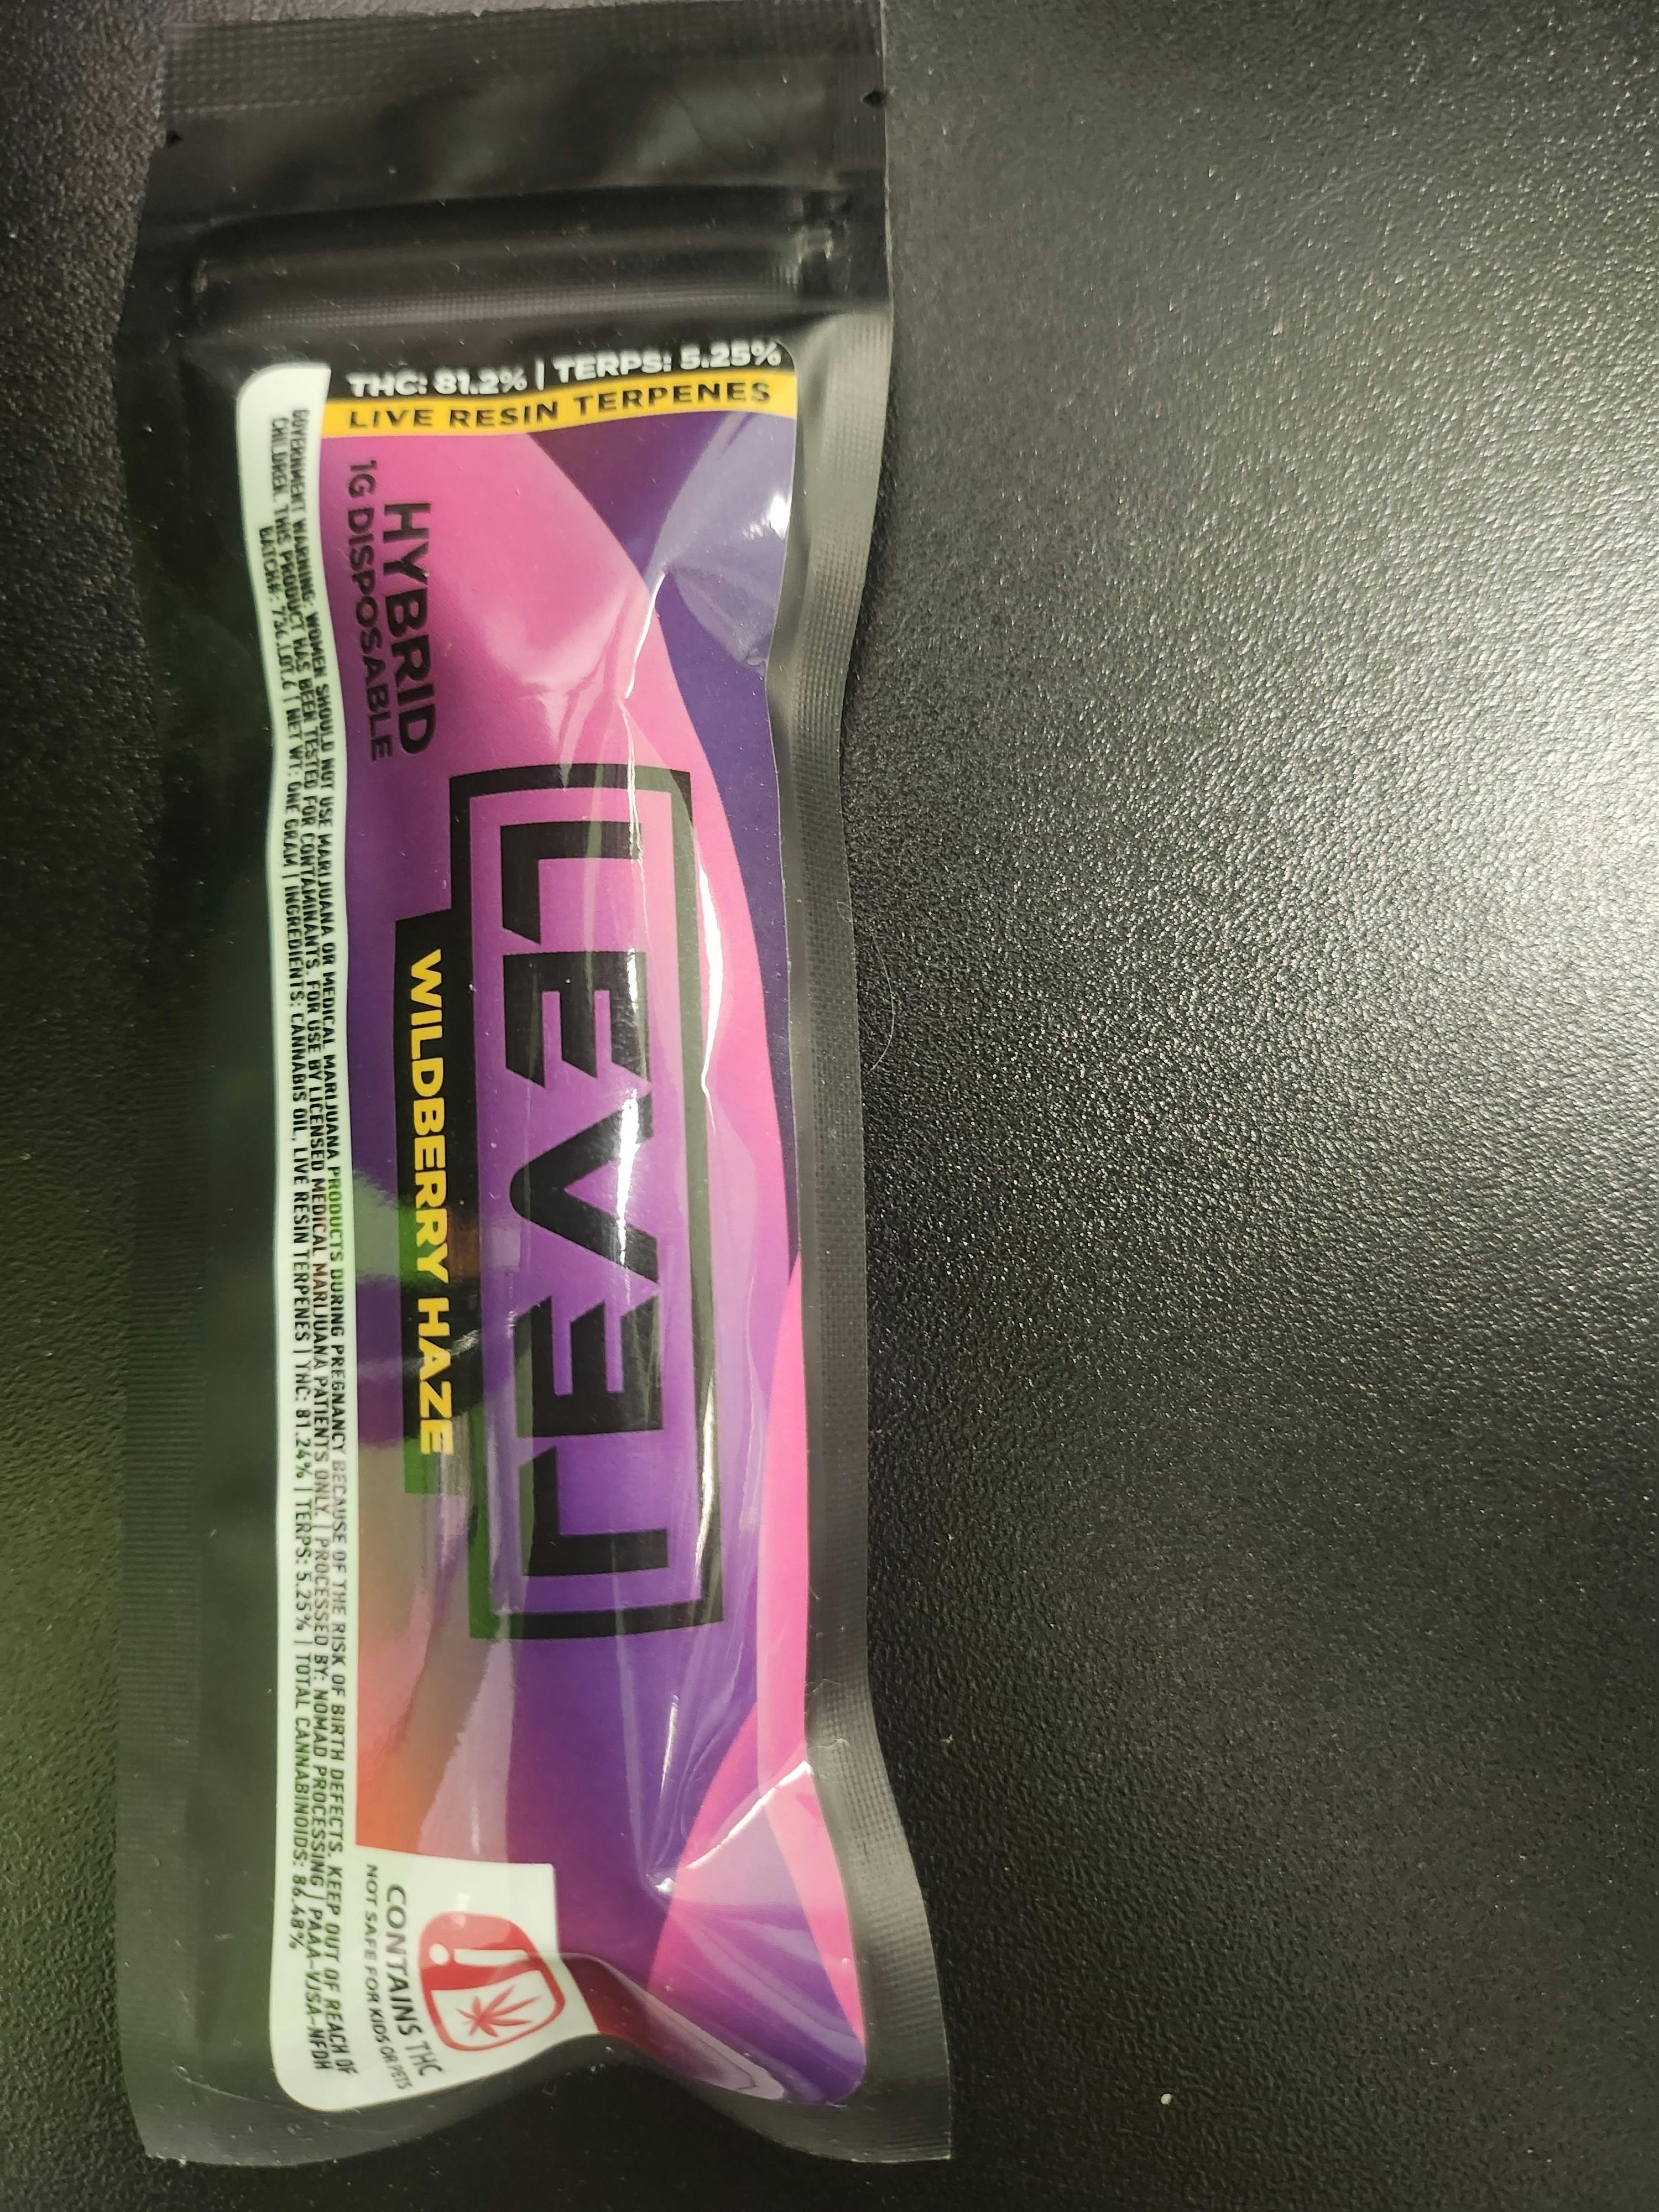 THC: 81.2% | TERPS: 5.25%
LIVE RESIN TERPENES
LEVEL
WILDBERRY HAZE
HYBRID
1G DISPOSABLE
GOVERNMENT WARNING: WOMEN SHOULD NOT USE MARIJUANA OR MEDICAL MARIJUANA PRODUCTS DURING PREGNANCY BECAUSE OF THE RISK OF BIRTH DEFECTS. KEEP OUT OF REACH OF
CHILDREN. THIS PRODUCT HAS BEEN TESTED FOR CONTAMINANTS. FOR USE BY LICENSED MEDICAL MARIJUANA PATIENTS ONLY. | PROCESSED BY: NOMAD PROCESSING | PAAA-VJSA-NFDH
BATCH#: 736.LOT.6 | NET WT: ONE GRAM | INGREDIENTS: CANNABIS OIL, LIVE RESIN TERPENES | THC: 81.24% | TERPS: 5.25% | TOTAL CANNABINOIDS: 86.48%
CONTAINS THC
NOT SAFE FOR KIDS OR PETS